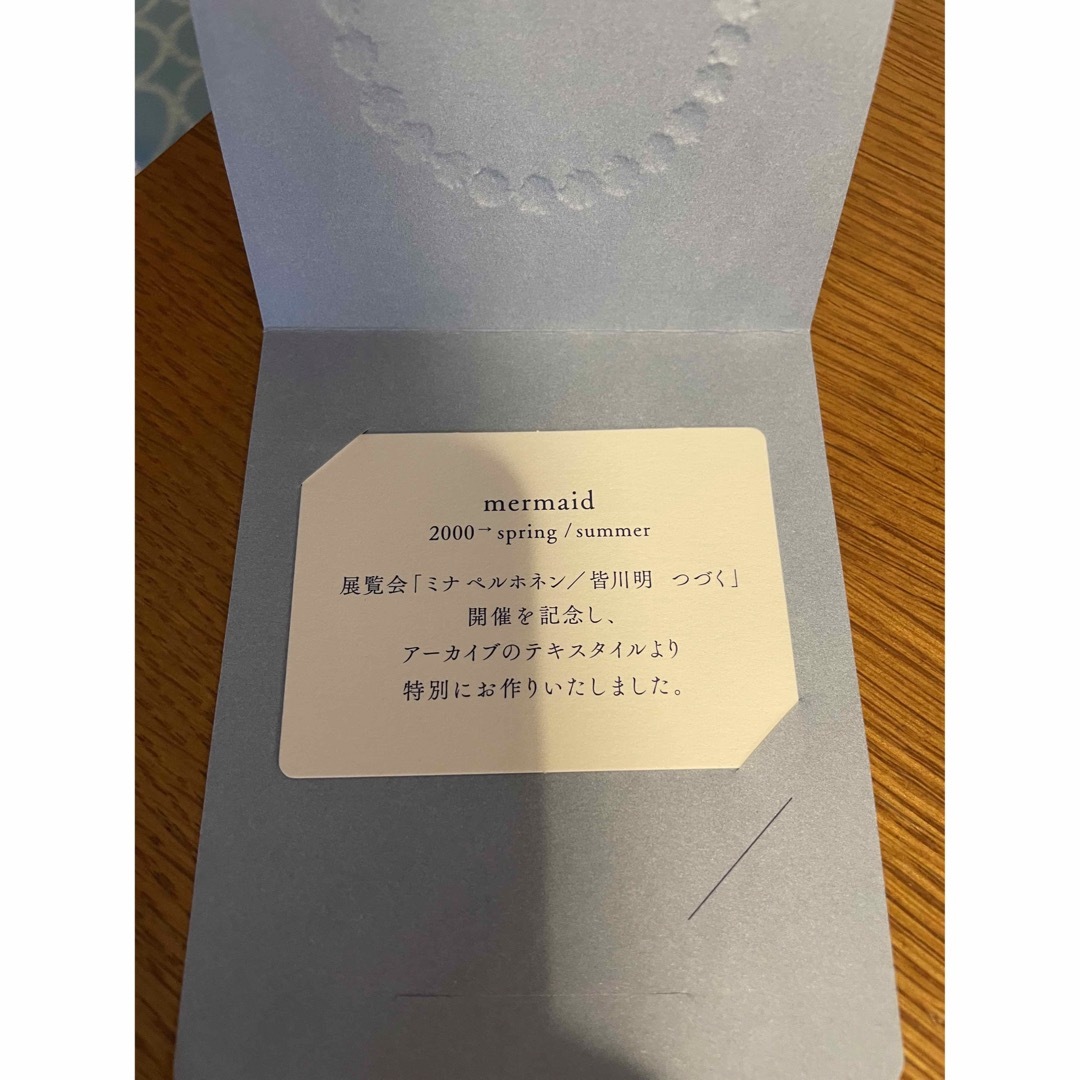 mermaid
2000→spring / summer
展覧会「ミナ ペルホネン／皆川明　つづく」
開催を記念し、
アーカイブのテキスタイルより
特別にお作りいたしました。